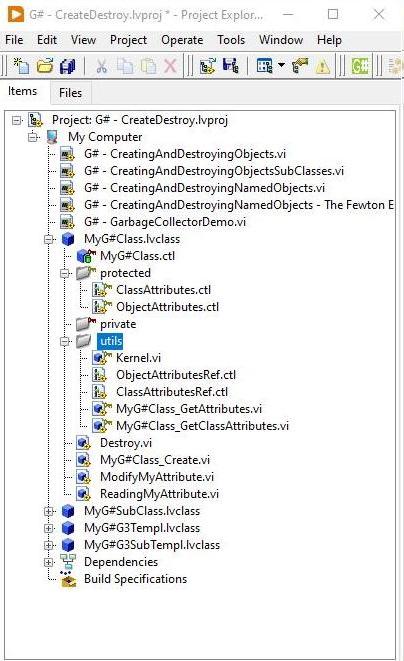 G# - CreateDestroy.lvproj * - Project Explor...
File Edit View Project Operate Tools Window Help
G#
Items Files
Project: G# - CreateDestroy.lvproj
My Computer
G# - CreatingAndDestroyingObjects.vi
G# - CreatingAndDestroyingObjectsSubClasses.vi
G# - CreatingAndDestroyingNamedObjects.vi
G# - CreatingAndDestroyingNamedObjects - The Fewton E
G# - GarbageCollectorDemo.vi
MyG#Class.lvclass
MyG#Class.ctl
protected
ClassAttributes.ctl
ObjectAttributes.ctl
private
utils
Kernel.vi
ObjectAttributesRef.ctl
ClassAttributesRef.ctl
MyG#Class_GetAttributes.vi
MyG#Class_GetClassAttributes.vi
Destroy.vi
MyG#Class_Create.vi
ModifyMyAttribute.vi
ReadingMyAttribute.vi
MyG#SubClass.lvclass
MyG#G3Templ.lvclass
MyG#G3SubTempl.lvclass
Dependencies
Build Specifications